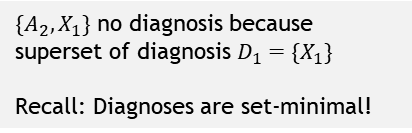 {A₂, X₁} no diagnosis because
superset of diagnosis D₁ = {X₁}
Recall: Diagnoses are set-minimal!